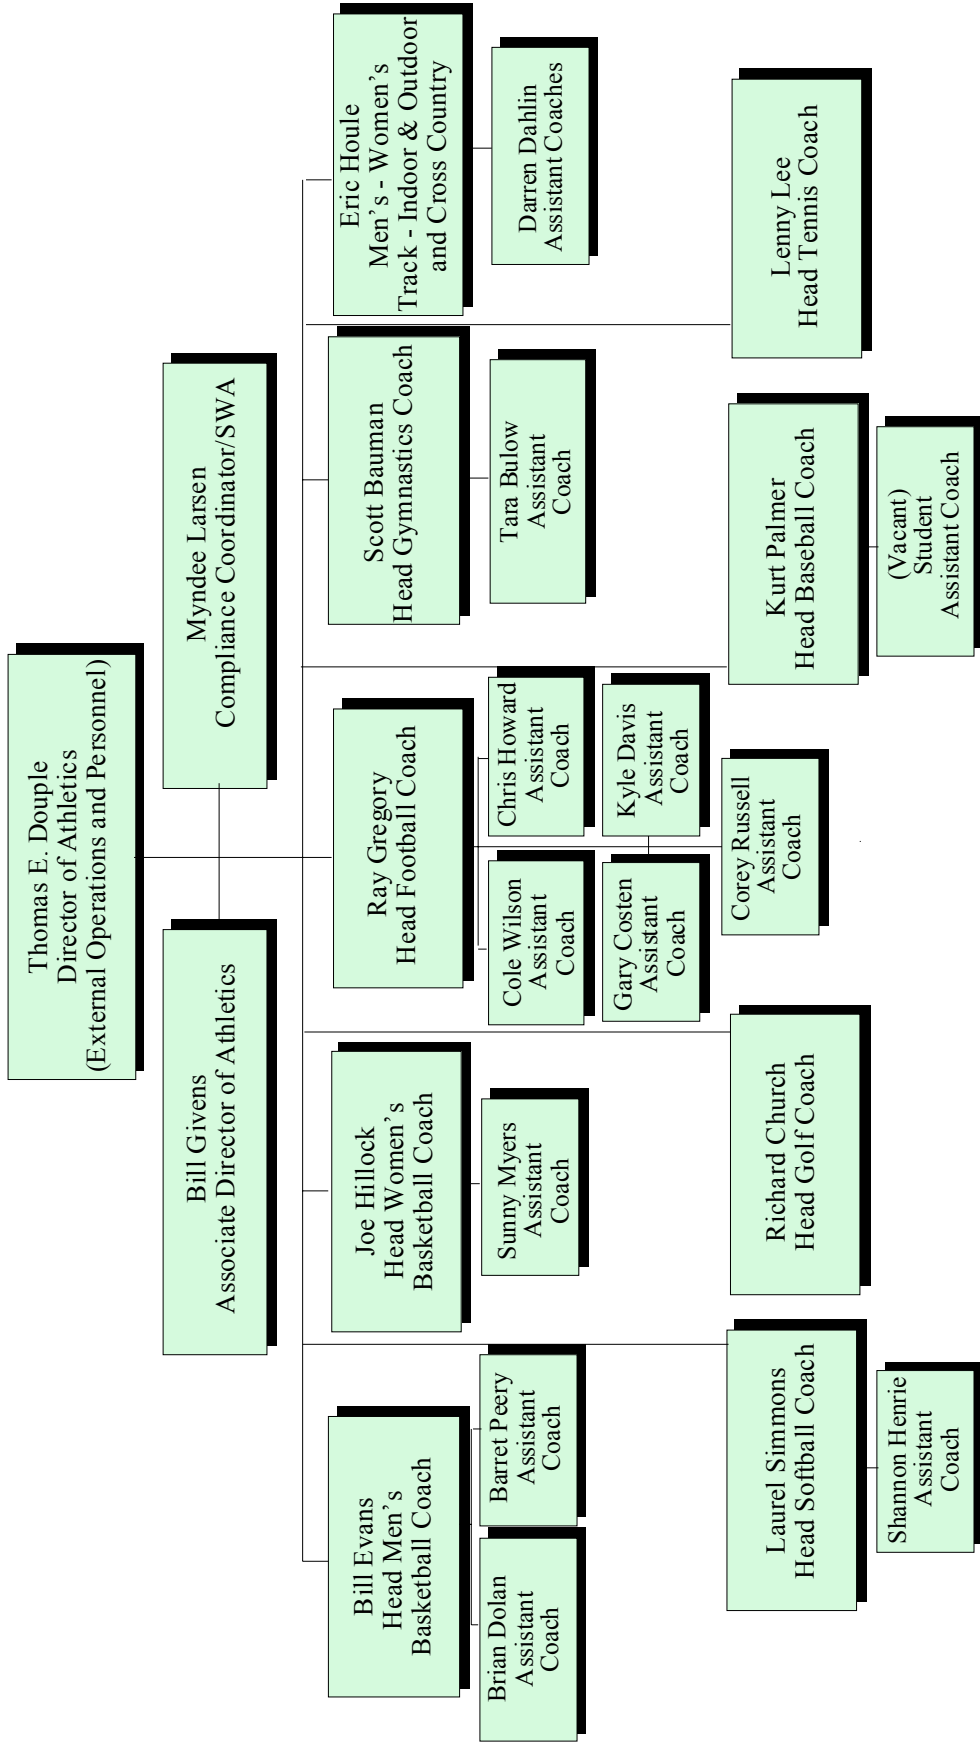 Thomas E. Douple
Director of Athletics
(External Operations and Personnel)
Bill Givens
Associate Director of Athletics
Myndee Larsen
Compliance Coordinator/SWA
Bill Evans
Head Men's
Basketball Coach
Joe Hillock
Head Women's
Basketball Coach
Ray Gregory
Head Football Coach
Scott Bauman
Head Gymnastics Coach
Eric Houle
Men's - Women's
Track - Indoor & Outdoor
and Cross Country
Brian Dolan
Assistant
Coach
Barret Peery
Assistant
Coach
Sunny Myers
Assistant
Coach
Cole Wilson
Assistant
Coach
Chris Howard
Assistant
Coach
Tara Bulow
Assistant
Coach
Darren Dahlin
Assistant Coaches
Gary Costen
Assistant
Coach
Kyle Davis
Assistant
Coach
Corey Russell
Assistant
Coach
Laurel Simmons
Head Softball Coach
Richard Church
Head Golf Coach
Kurt Palmer
Head Baseball Coach
Lenny Lee
Head Tennis Coach
Shannon Henrie
Assistant
Coach
(Vacant)
Student
Assistant Coach